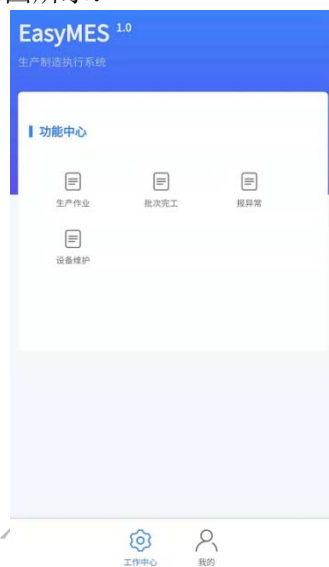 EasyMES 1.0
生产制造执行系统
功能中心
生产作业 批次完工 报异常
设备维护
工作中心 我的